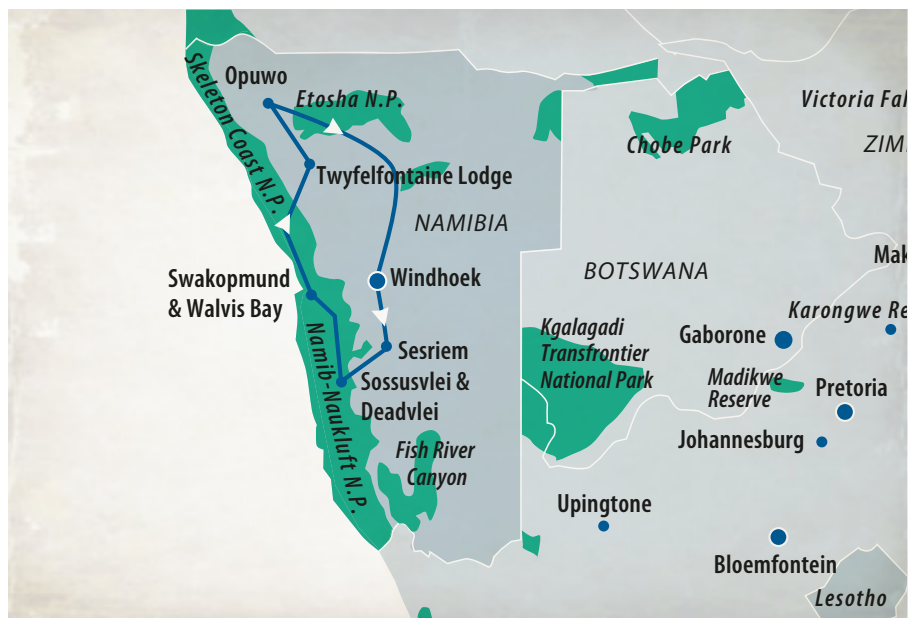 Opuwo
Skeleton Coast N.P.
Etosha N.P.
Victoria Fal
ZIM
Chobe Park
Twyfelfontaine Lodge
NAMIBIA
BOTSWANA
Mak
Swakopmund
& Walvis Bay
Windhoek
Karongwe Re
Kgalagadi
Transfrontier
National Park
Gaborone
Sesriem
Sossusvlei &
Deadvlei
Namib-Naukluft N.P.
Madikwe
Reserve
Pretoria
Johannesburg
Fish River
Canyon
Upingtone
Bloemfontein
Lesotho